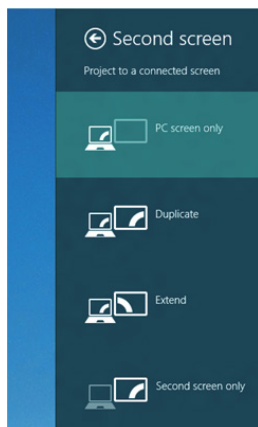 Second screen
Project to a connected screen
PC screen only
Duplicate
Extend
Second screen only